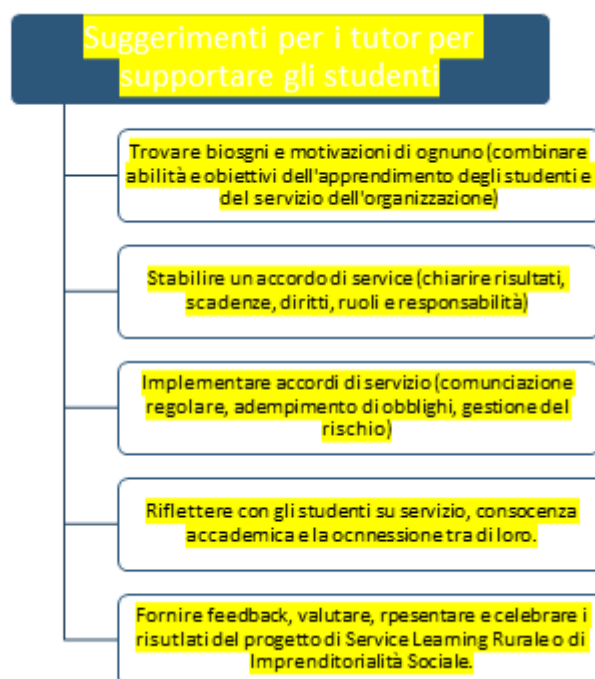 Suggerimenti per i tutor per
supportare gli studenti
Trovare biosgni e motivazioni di ognuno (combinare
abilità e obiettivi dell'apprendimento degli studenti e
del servizio dell'organizzazione)
Stabilire un accordo di service (chiarire risultati,
scadenze, diritti, ruoli e responsabilità)
Implementare accordi di servizio (comunciazione
regolare, adempimento di obblighi, gestione del
rischio)
Riflettere con gli studenti su servizio, consocenza
accademica e la ocnnessione tra di loro.
Fornire feedback, valutare, rpesentare e celebrare i
risutlati del progetto di Service Learning Rurale o di
Imprenditorialità Sociale.